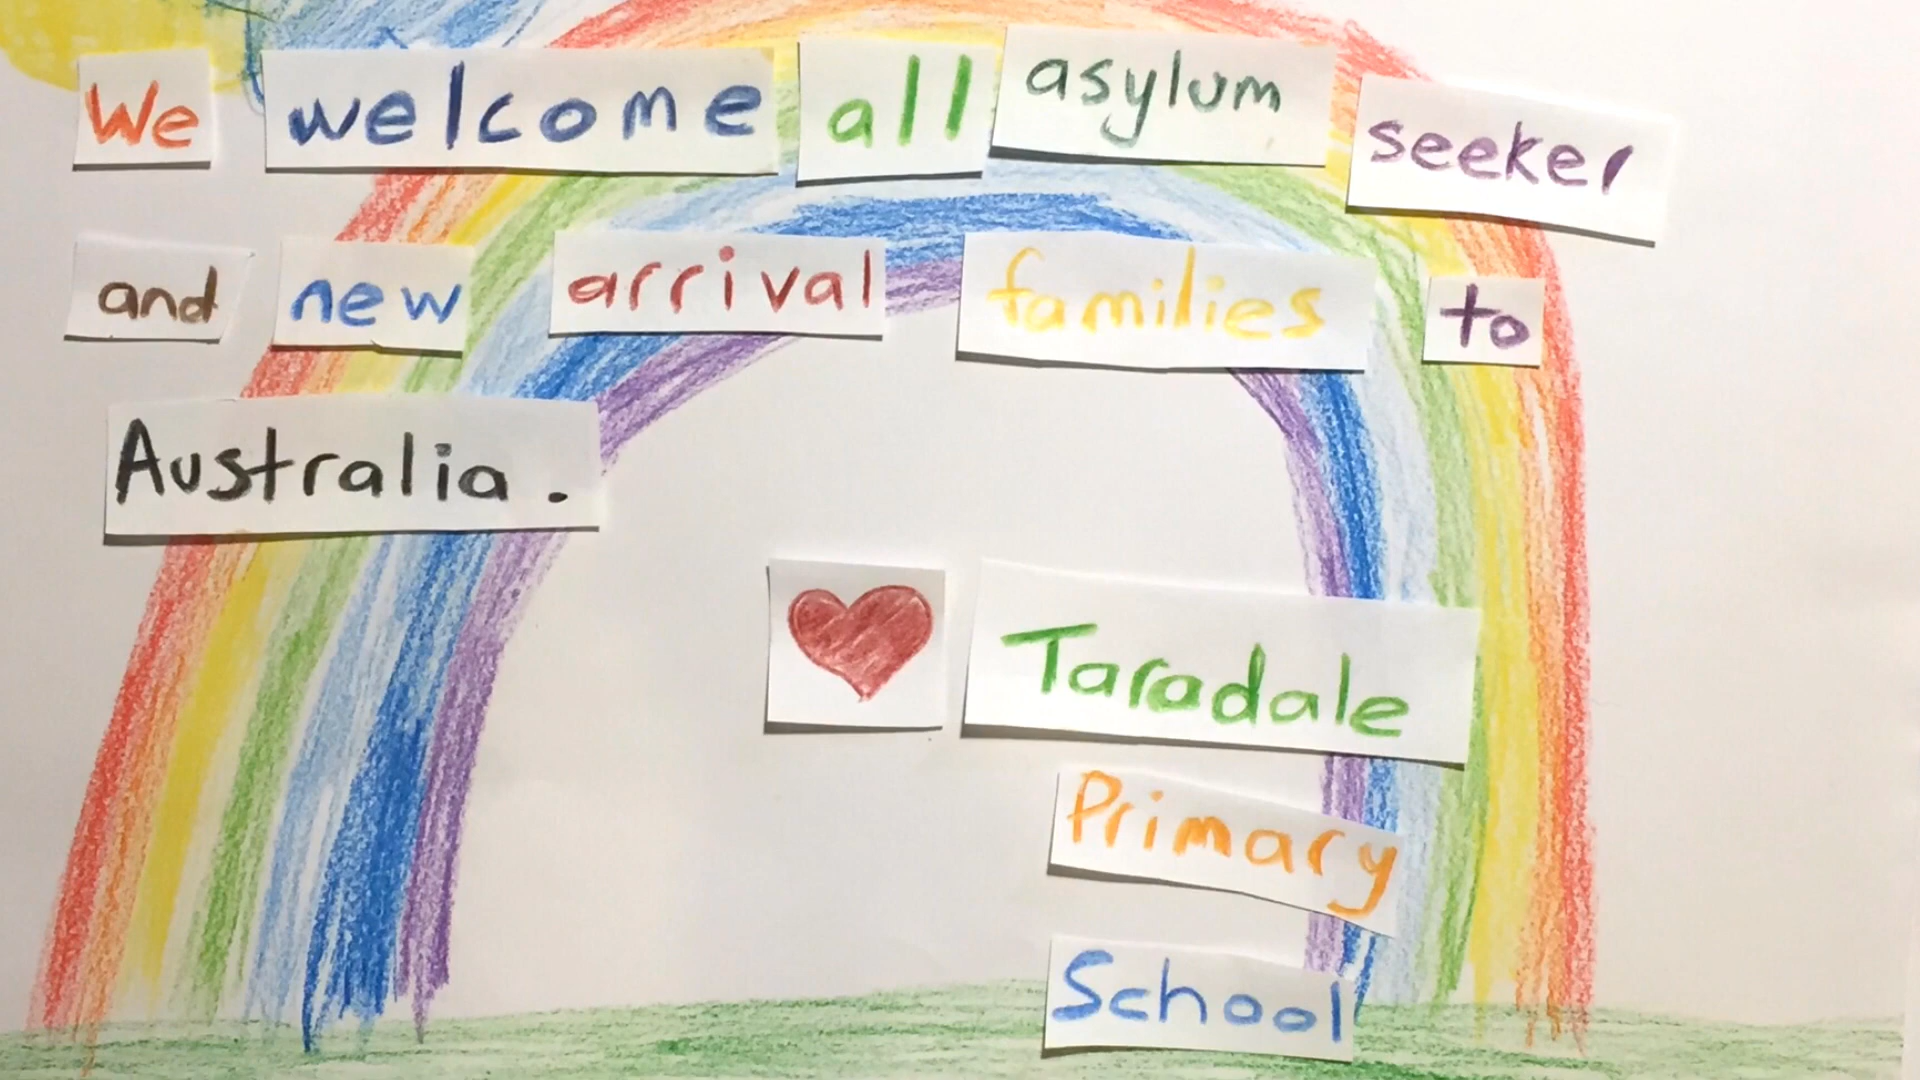 We welcome all asylum seeker
and new arrival families to
Australia.
Taradale
Primary
School